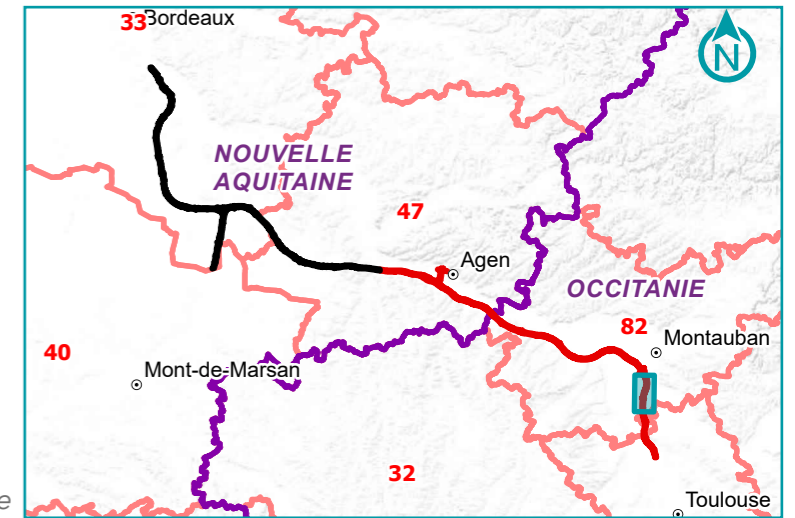 33
Bordeaux
N
NOUVELLE
AQUITAINE
47
Agen
OCCITANIE
82
Montauban
40
Mont-de-Marsan
32
e
Toulouse